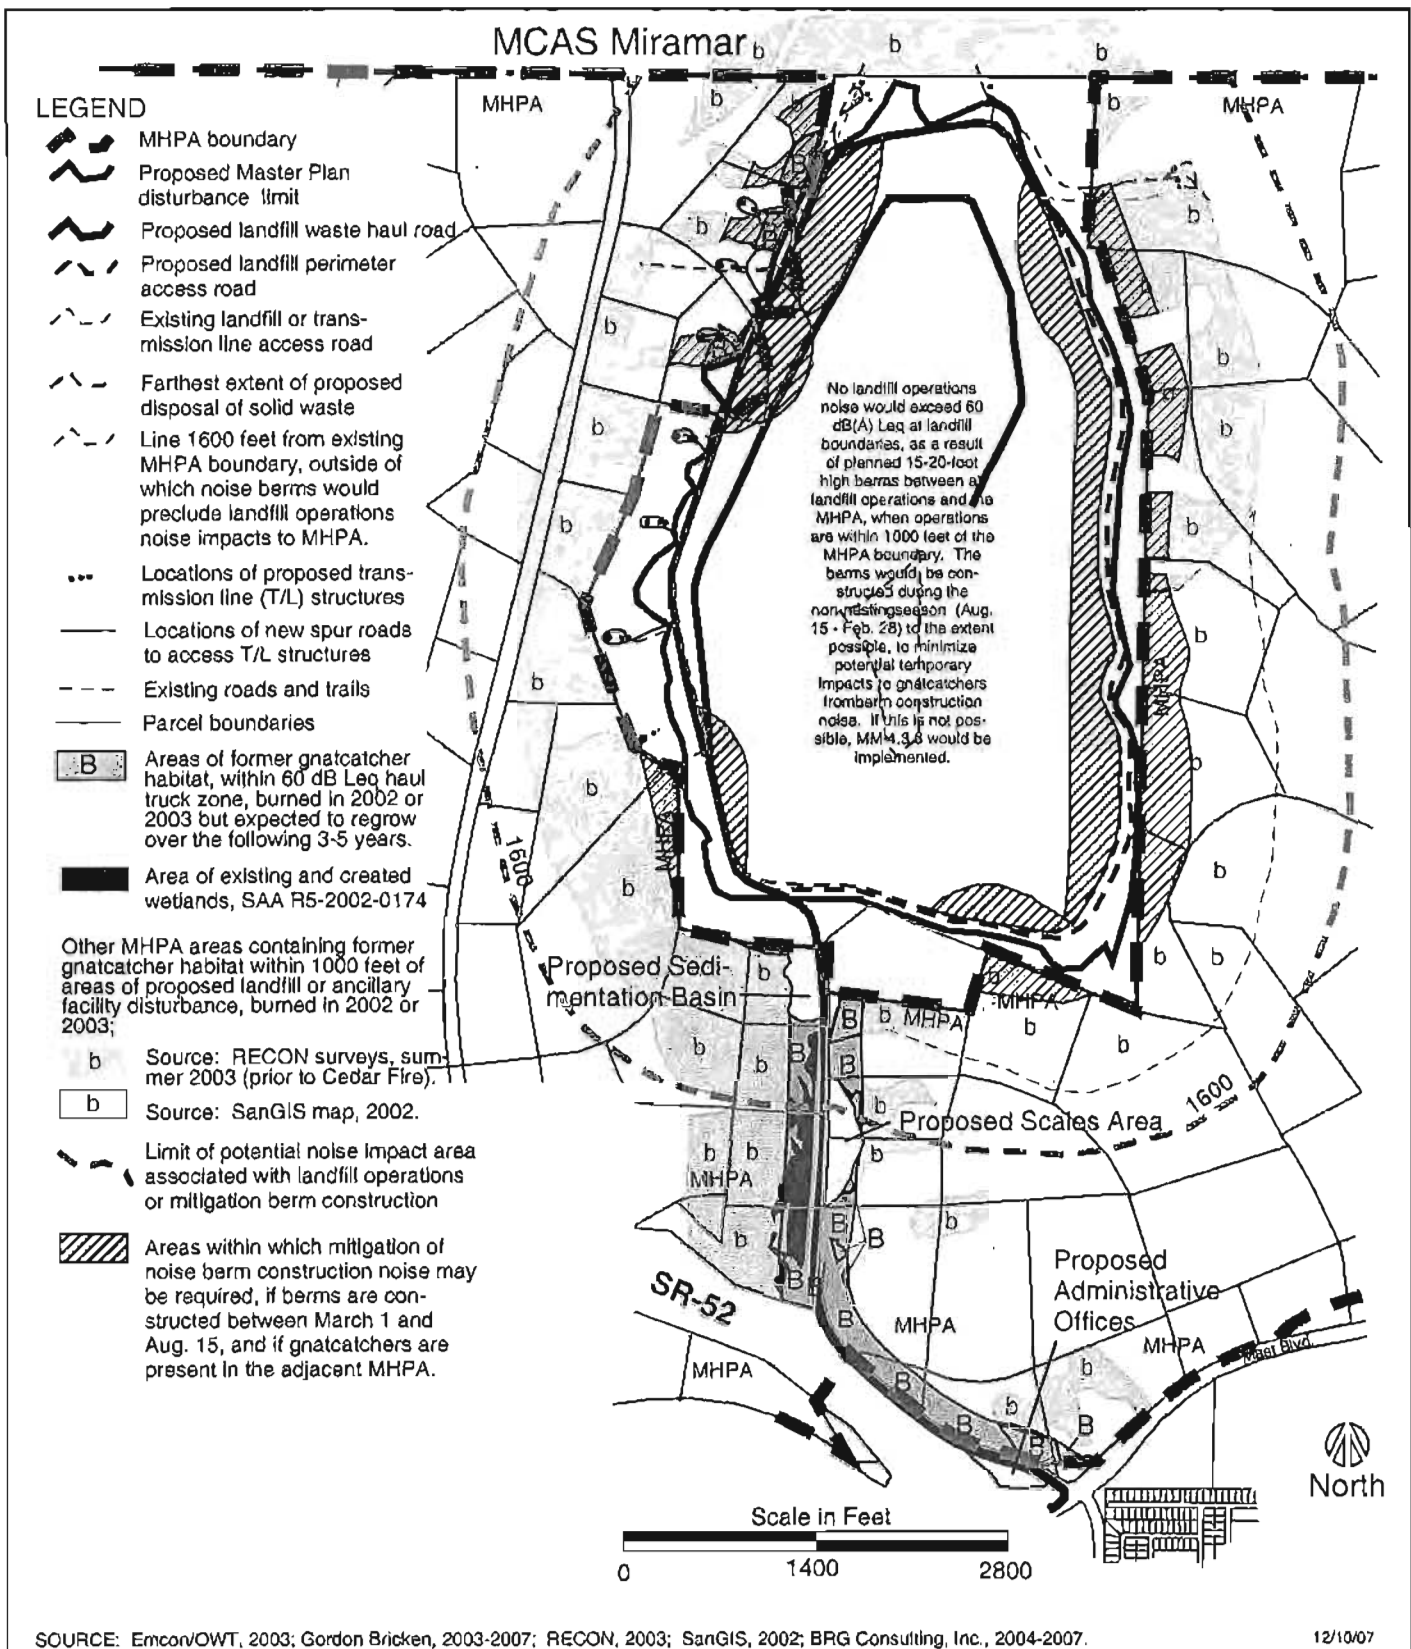 MCAS Miramar
LEGEND
MHPA boundary
Proposed Master Plan
disturbance limit
Proposed landfill waste haul road
Proposed landfill perimeter
access road
Existing landfill or trans-
mission line access road
Farthest extent of proposed
disposal of solid waste
Line 1600 feet from existing
MHPA boundary, outside of
which noise berms would
preclude landfill operations
noise impacts to MHPA.
Locations of proposed trans-
mission line (T/L) structures
Locations of new spur roads
to access T/L structures
Existing roads and trails
Parcel boundaries
B
Areas of former gnatcatcher
habitat, within 60 dB Leq haul
truck zone, burned in 2002 or
2003 but expected to regrow
over the following 3-5 years.
Area of existing and created
wetlands, SAA R5-2002-0174
Other MHPA areas containing former
gnatcatcher habitat within 1000 feet of
areas of proposed landfill or ancillary
facility disturbance, burned in 2002 or
2003;
b
Source: RECON surveys, sum-
mer 2003 (prior to Cedar Fire).
b
Source: SanGIS map, 2002.
Limit of potential noise impact area
associated with landfill operations
or mitigation berm construction
Areas within which mitigation of
noise berm construction noise may
be required, if berms are con-
structed between March 1 and
Aug. 15, and if gnatcatchers are
present in the adjacent MHPA.
MHPA
MHPA
No landfill operations
noise would exceed 60
dB(A) Leq at landfill
boundaries, as a result
of planned 15-20-foot
high berms between
landfill operations and the
MHPA, when operations
are within 1000 feet of the
MHPA boundary. The
berms would be con-
structed during the
non-nestingseason (Aug.
15 - Feb. 28) to the extent
possible, to minimize
potential temporary
impacts to gnatcatchers
fromberm construction
noise. If this is not pos-
sible, MM 4.3.8 would be
implemented.
MHPA
MHPA
1600
Proposed Sedi-
mentation Basin
MHPA
MHPA
1600
Proposed Scales Area
MHPA
SR-52
Proposed
Administrative
Offices
MHPA
MHPA
MHPA
Mast Blvd.
North
Scale in Feet
0 1400 2800
SOURCE: Emcon/OWT, 2003; Gordon Bricken, 2003-2007; RECON, 2003; SanGIS, 2002; BRG Consulting, Inc., 2004-2007.
12/10/07